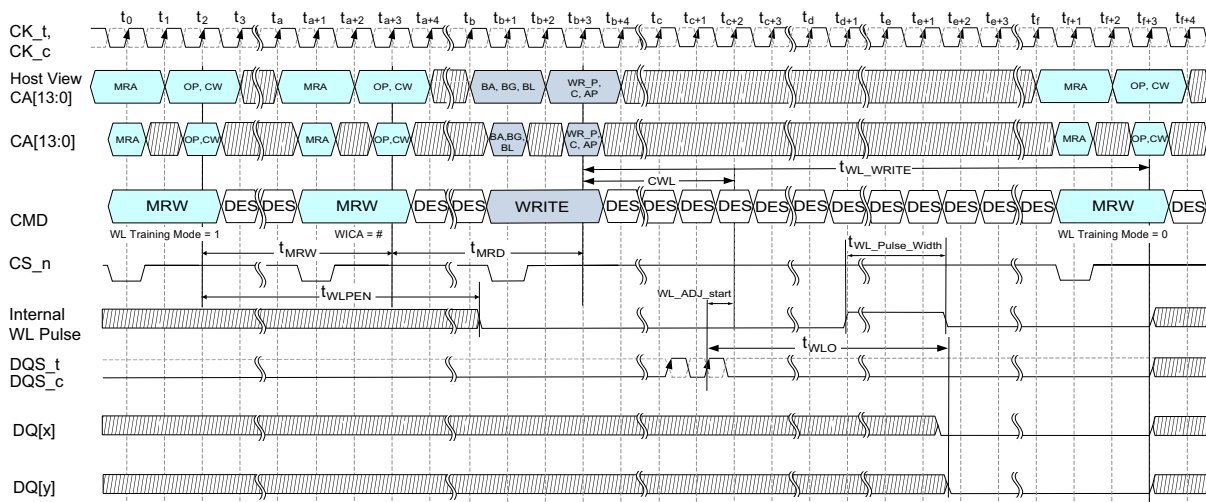 t0 t1 t2 t3 ta ta+1 ta+2 ta+3 ta+4 tb tb+1 tb+2 tb+3 tb+4 tc tc+1 tc+2 tc+3 td td+1 te te+1 te+2 te+3 tf tf+1 tf+2 tf+3 tf+4
CK_t,
CK_c
Host View
CA[13:0]
MRA OP, CW MRA OP, CW BA, BG, BL WR_P, C, AP MRA OP, CW
CA[13:0]
MRA OP,CW MRA OP,CW BA,BG, BL WR_P, C, AP MRA OP,CW
tWL_WRITE
CWL
CMD
MRW DES DES MRW DES DES WRITE DES DES DES DES DES DES DES DES DES DES DES MRW DES
WL Training Mode = 1 WICA = # WL Training Mode = 0
tMRW tMRD tWL_Pulse_Width
CS_n
tWLPEN WL_ADJ_start
Internal
WL Pulse
tWLO
DQS_t
DQS_c
DQ[x]
DQ[y]